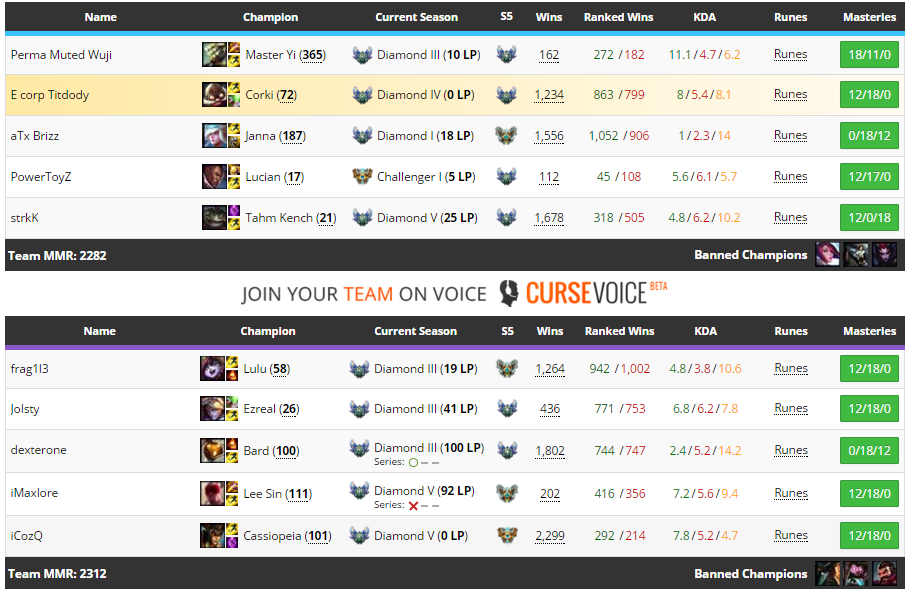 Name Champion Current Season S5 Wins Ranked Wins KDA Runes Masteries
Perma Muted Wuji Master Yi (365) Diamond III (10 LP) 162 272 / 182 11.1 / 4.7 / 6.2 Runes 18/11/0
E corp Titdody Corki (72) Diamond IV (0 LP) 1,234 863 / 799 8 / 5.4 / 8.1 Runes 12/18/0
aTx Brizz Janna (187) Diamond I (18 LP) 1,556 1,052 / 906 1 / 2.3 / 14 Runes 0/18/12
PowerToyZ Lucian (17) Challenger I (5 LP) 112 45 / 108 5.6 / 6.1 / 5.7 Runes 12/17/0
strkK Tahm Kench (21) Diamond V (25 LP) 1,678 318 / 505 4.8 / 6.2 / 10.2 Runes 12/0/18
Team MMR: 2282 Banned Champions
JOIN YOUR TEAM ON VOICE CURSEVOICE BETA
Name Champion Current Season S5 Wins Ranked Wins KDA Runes Masteries
frag1l3 Lulu (58) Diamond III (19 LP) 1,264 942 / 1,002 4.8 / 3.8 / 10.6 Runes 12/18/0
Jolsty Ezreal (26) Diamond III (41 LP) 436 771 / 753 6.8 / 6.2 / 7.8 Runes 12/18/0
dexterone Bard (100) Diamond III (100 LP) 1,802 744 / 747 2.4 / 5.2 / 14.2 Runes 0/18/12
Series:
iMaxlore Lee Sin (111) Diamond V (92 LP) 202 416 / 356 7.2 / 5.6 / 9.4 Runes 12/18/0
Series:
iCozQ Cassiopeia (101) Diamond V (0 LP) 2,299 292 / 214 7.8 / 5.2 / 4.7 Runes 12/18/0
Team MMR: 2312 Banned Champions